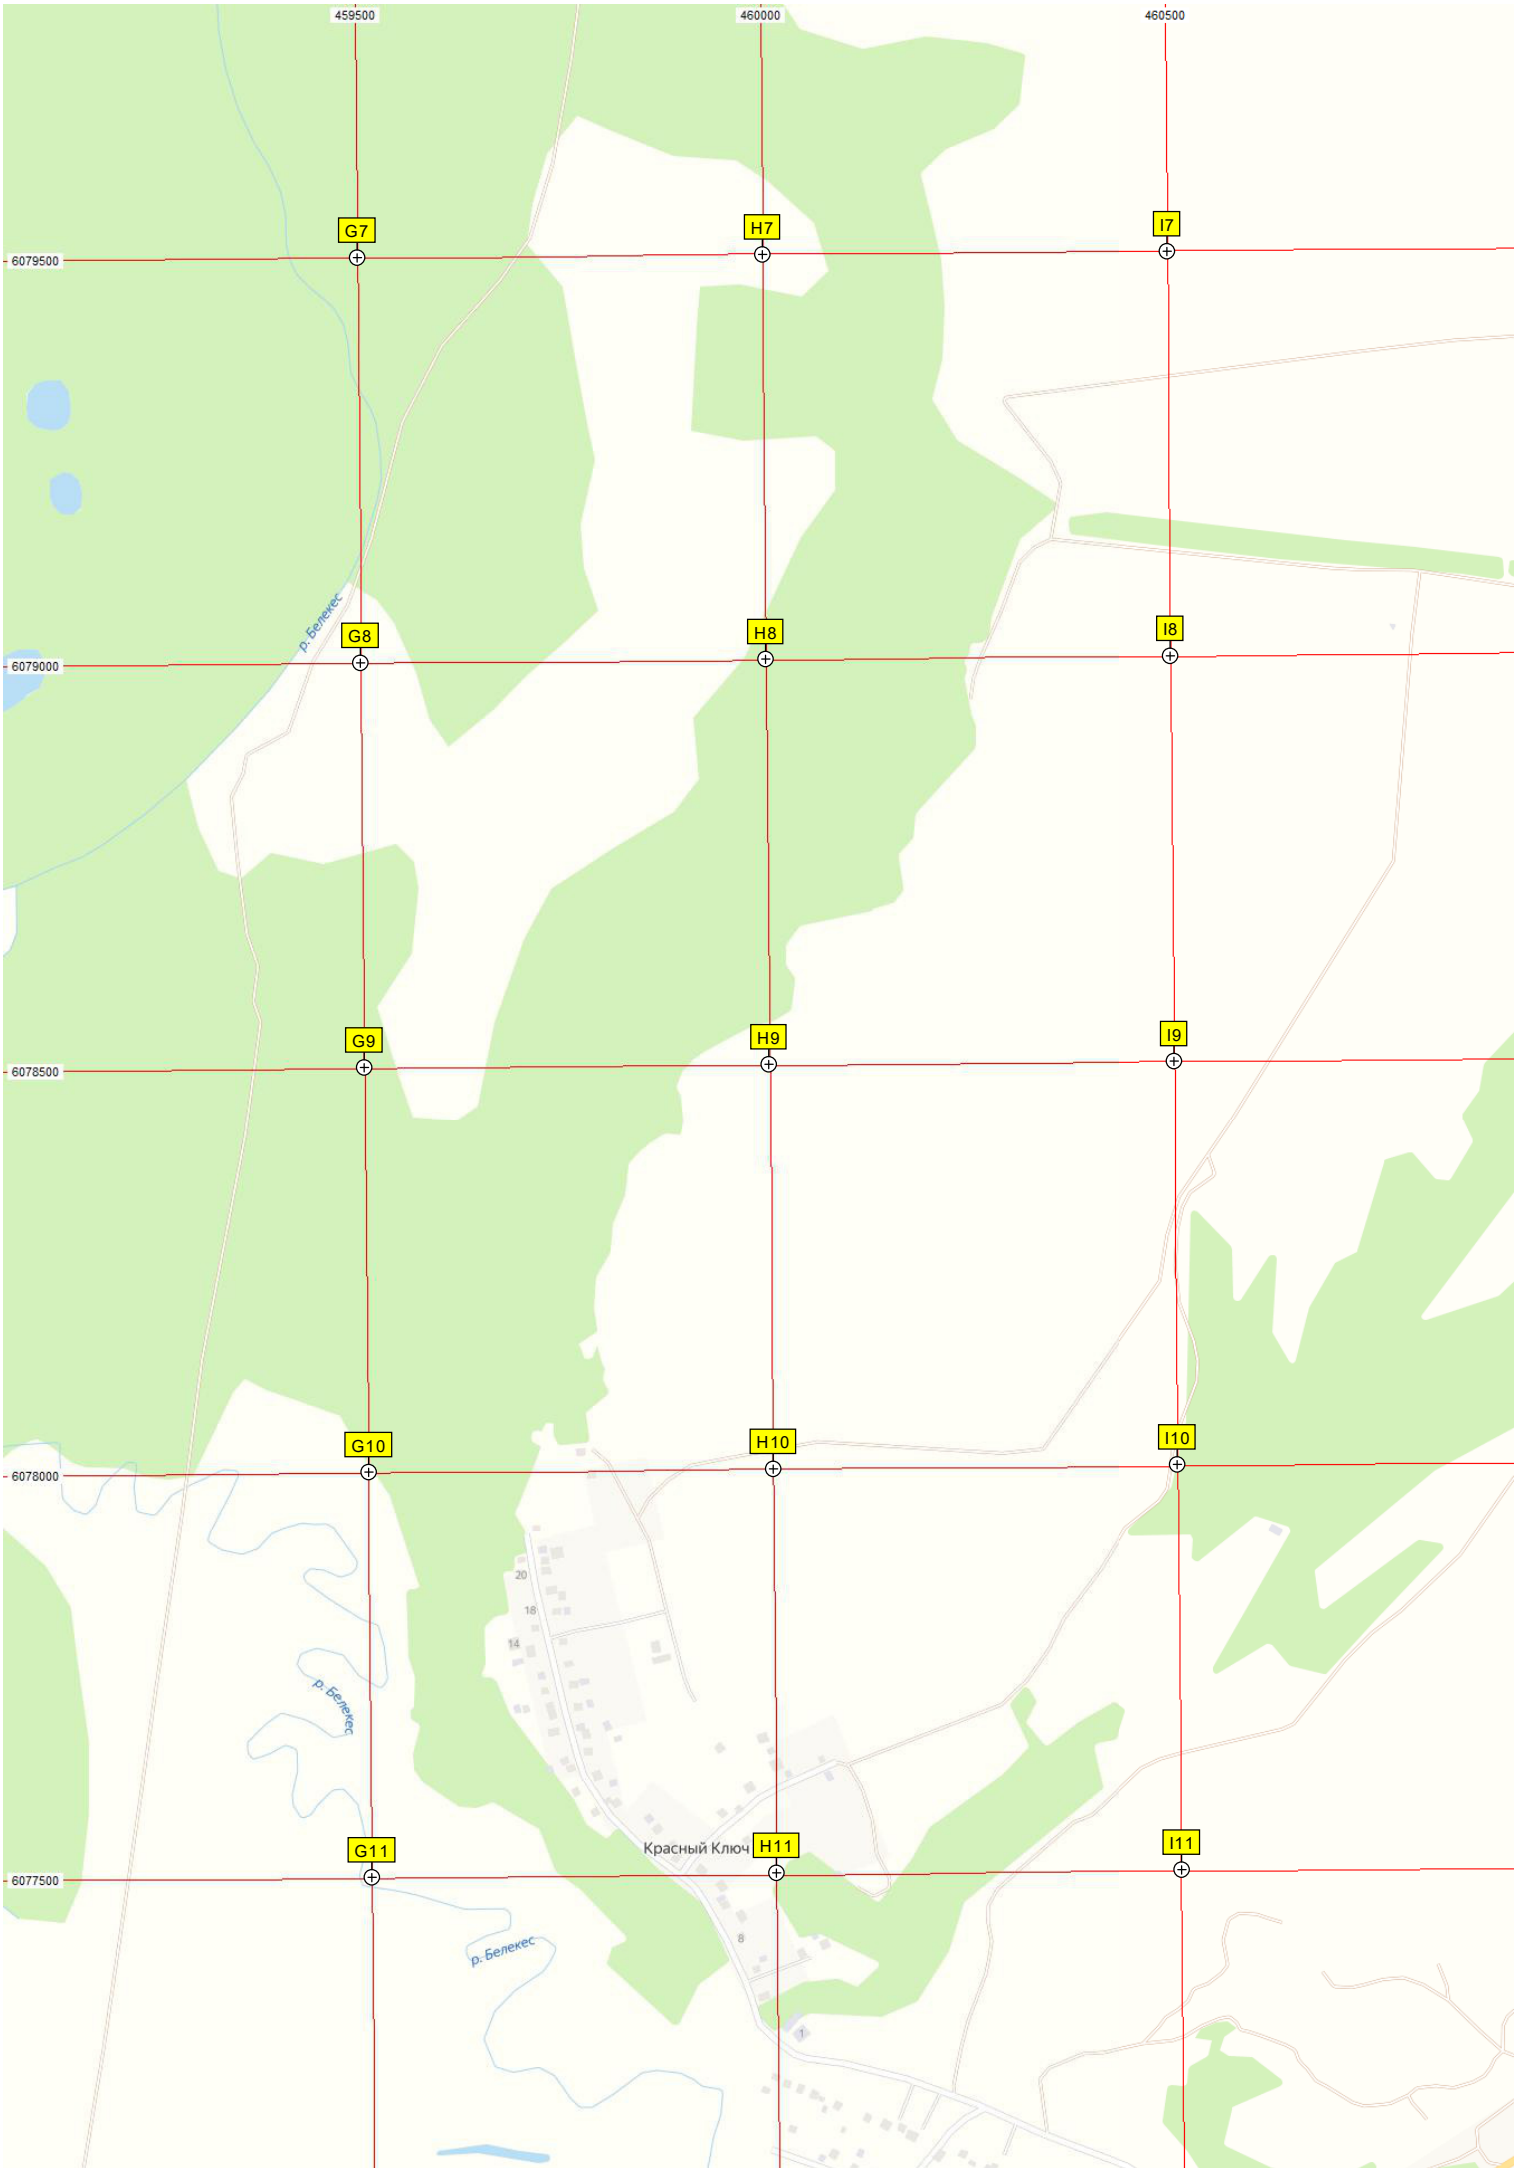 459500 460000 460500
G7 H7 I7
6079500
р. Белекес
G8 H8 I8
6079000
G9 H9 I9
6078500
G10 H10 I10
6078000
20
18
14
р. Белекес
Красный Ключ
G11 H11 I11
6077500
8
р. Белекес
1